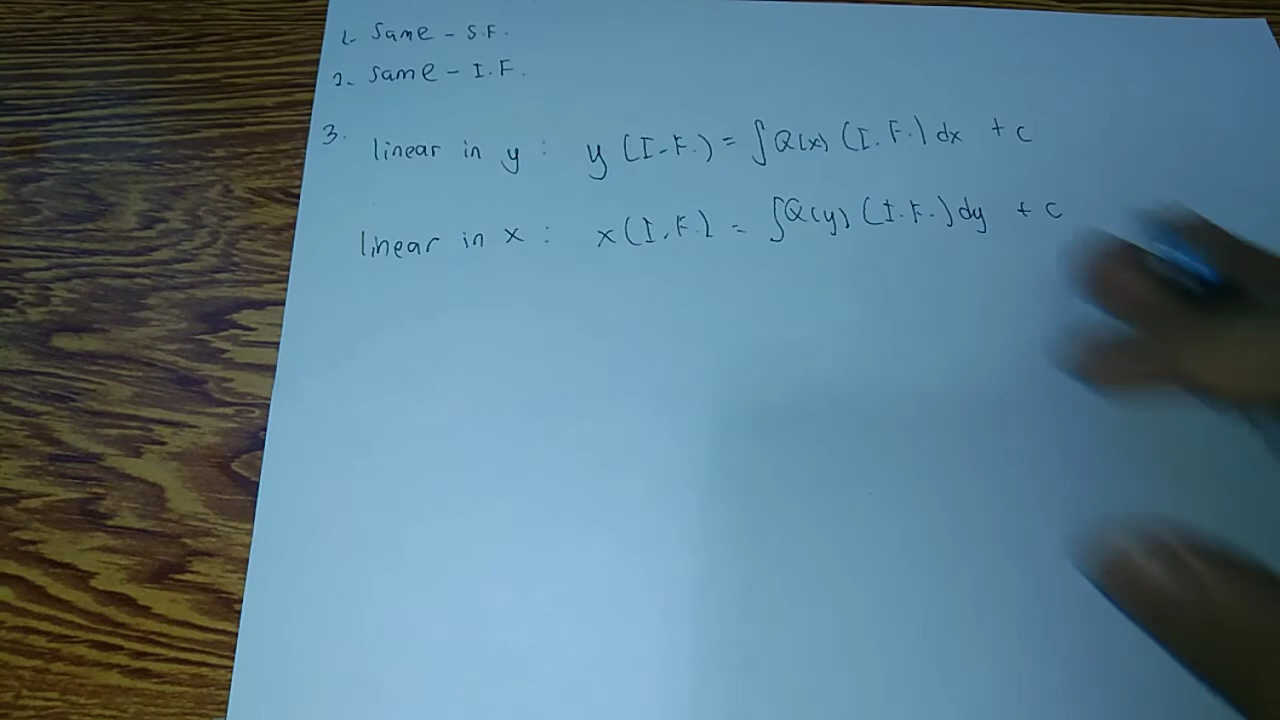 1. Same - S.F.
2. Same - I.F.
3.
linear in y : y (I.F.) = ∫Q(x) (I.F.) dx + c
linear in x : x (I.F.) = ∫Q(y) (I.F.) dy + c